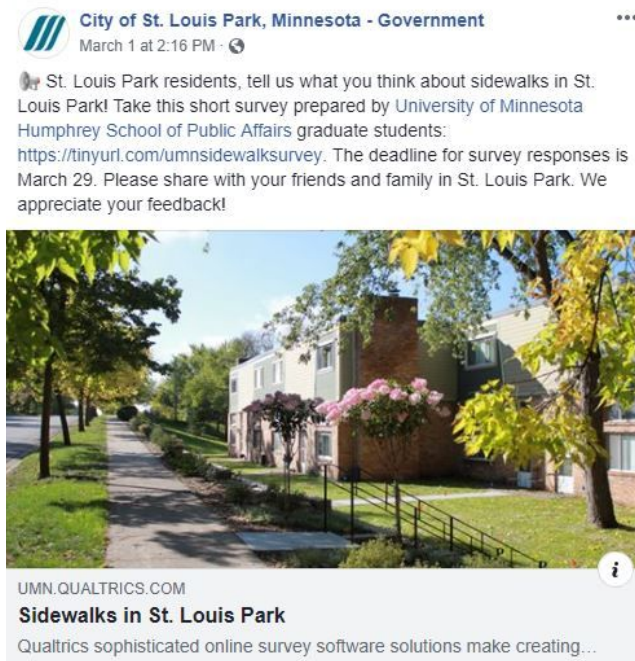 City of St. Louis Park, Minnesota - Government
March 1 at 2:16 PM ·
St. Louis Park residents, tell us what you think about sidewalks in St.
Louis Park! Take this short survey prepared by University of Minnesota
Humphrey School of Public Affairs graduate students:
https://tinyurl.com/umnsidewalksurvey. The deadline for survey responses is
March 29. Please share with your friends and family in St. Louis Park. We
appreciate your feedback!
i
UMN.QUALTRICS.COM
Sidewalks in St. Louis Park
Qualtrics sophisticated online survey software solutions make creating...